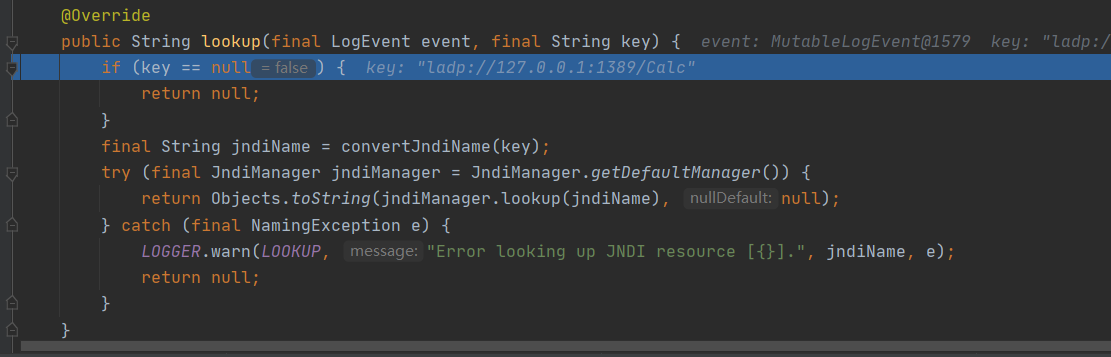 @Override
public String lookup(final LogEvent event, final String key) { event: MutableLogEvent@1579 key: "ladp:/
if (key == null = false ) { key: "ladp://127.0.0.1:1389/Calc"
return null;
}
final String jndiName = convertJndiName(key);
try (final JndiManager jndiManager = JndiManager.getDefaultManager()) {
return Objects.toString(jndiManager.lookup(jndiName), nullDefault: null);
} catch (final NamingException e) {
LOGGER.warn(LOOKUP, message: "Error looking up JNDI resource [{}].", jndiName, e);
return null;
}
}